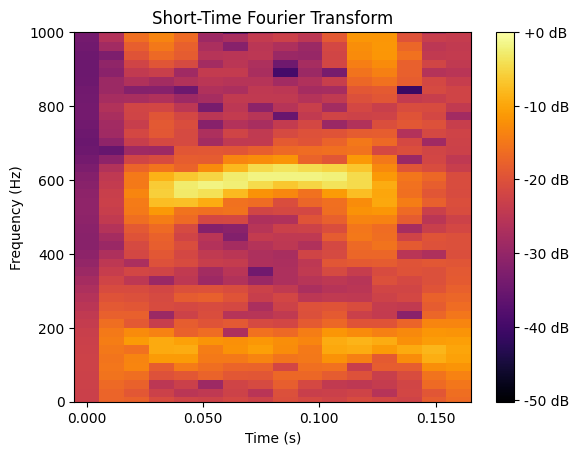 Short-Time Fourier Transform
1000
800
600
400
200
0
Frequency (Hz)
0.000
0.050
0.100
0.150
Time (s)
+0 dB
-10 dB
-20 dB
-30 dB
-40 dB
-50 dB